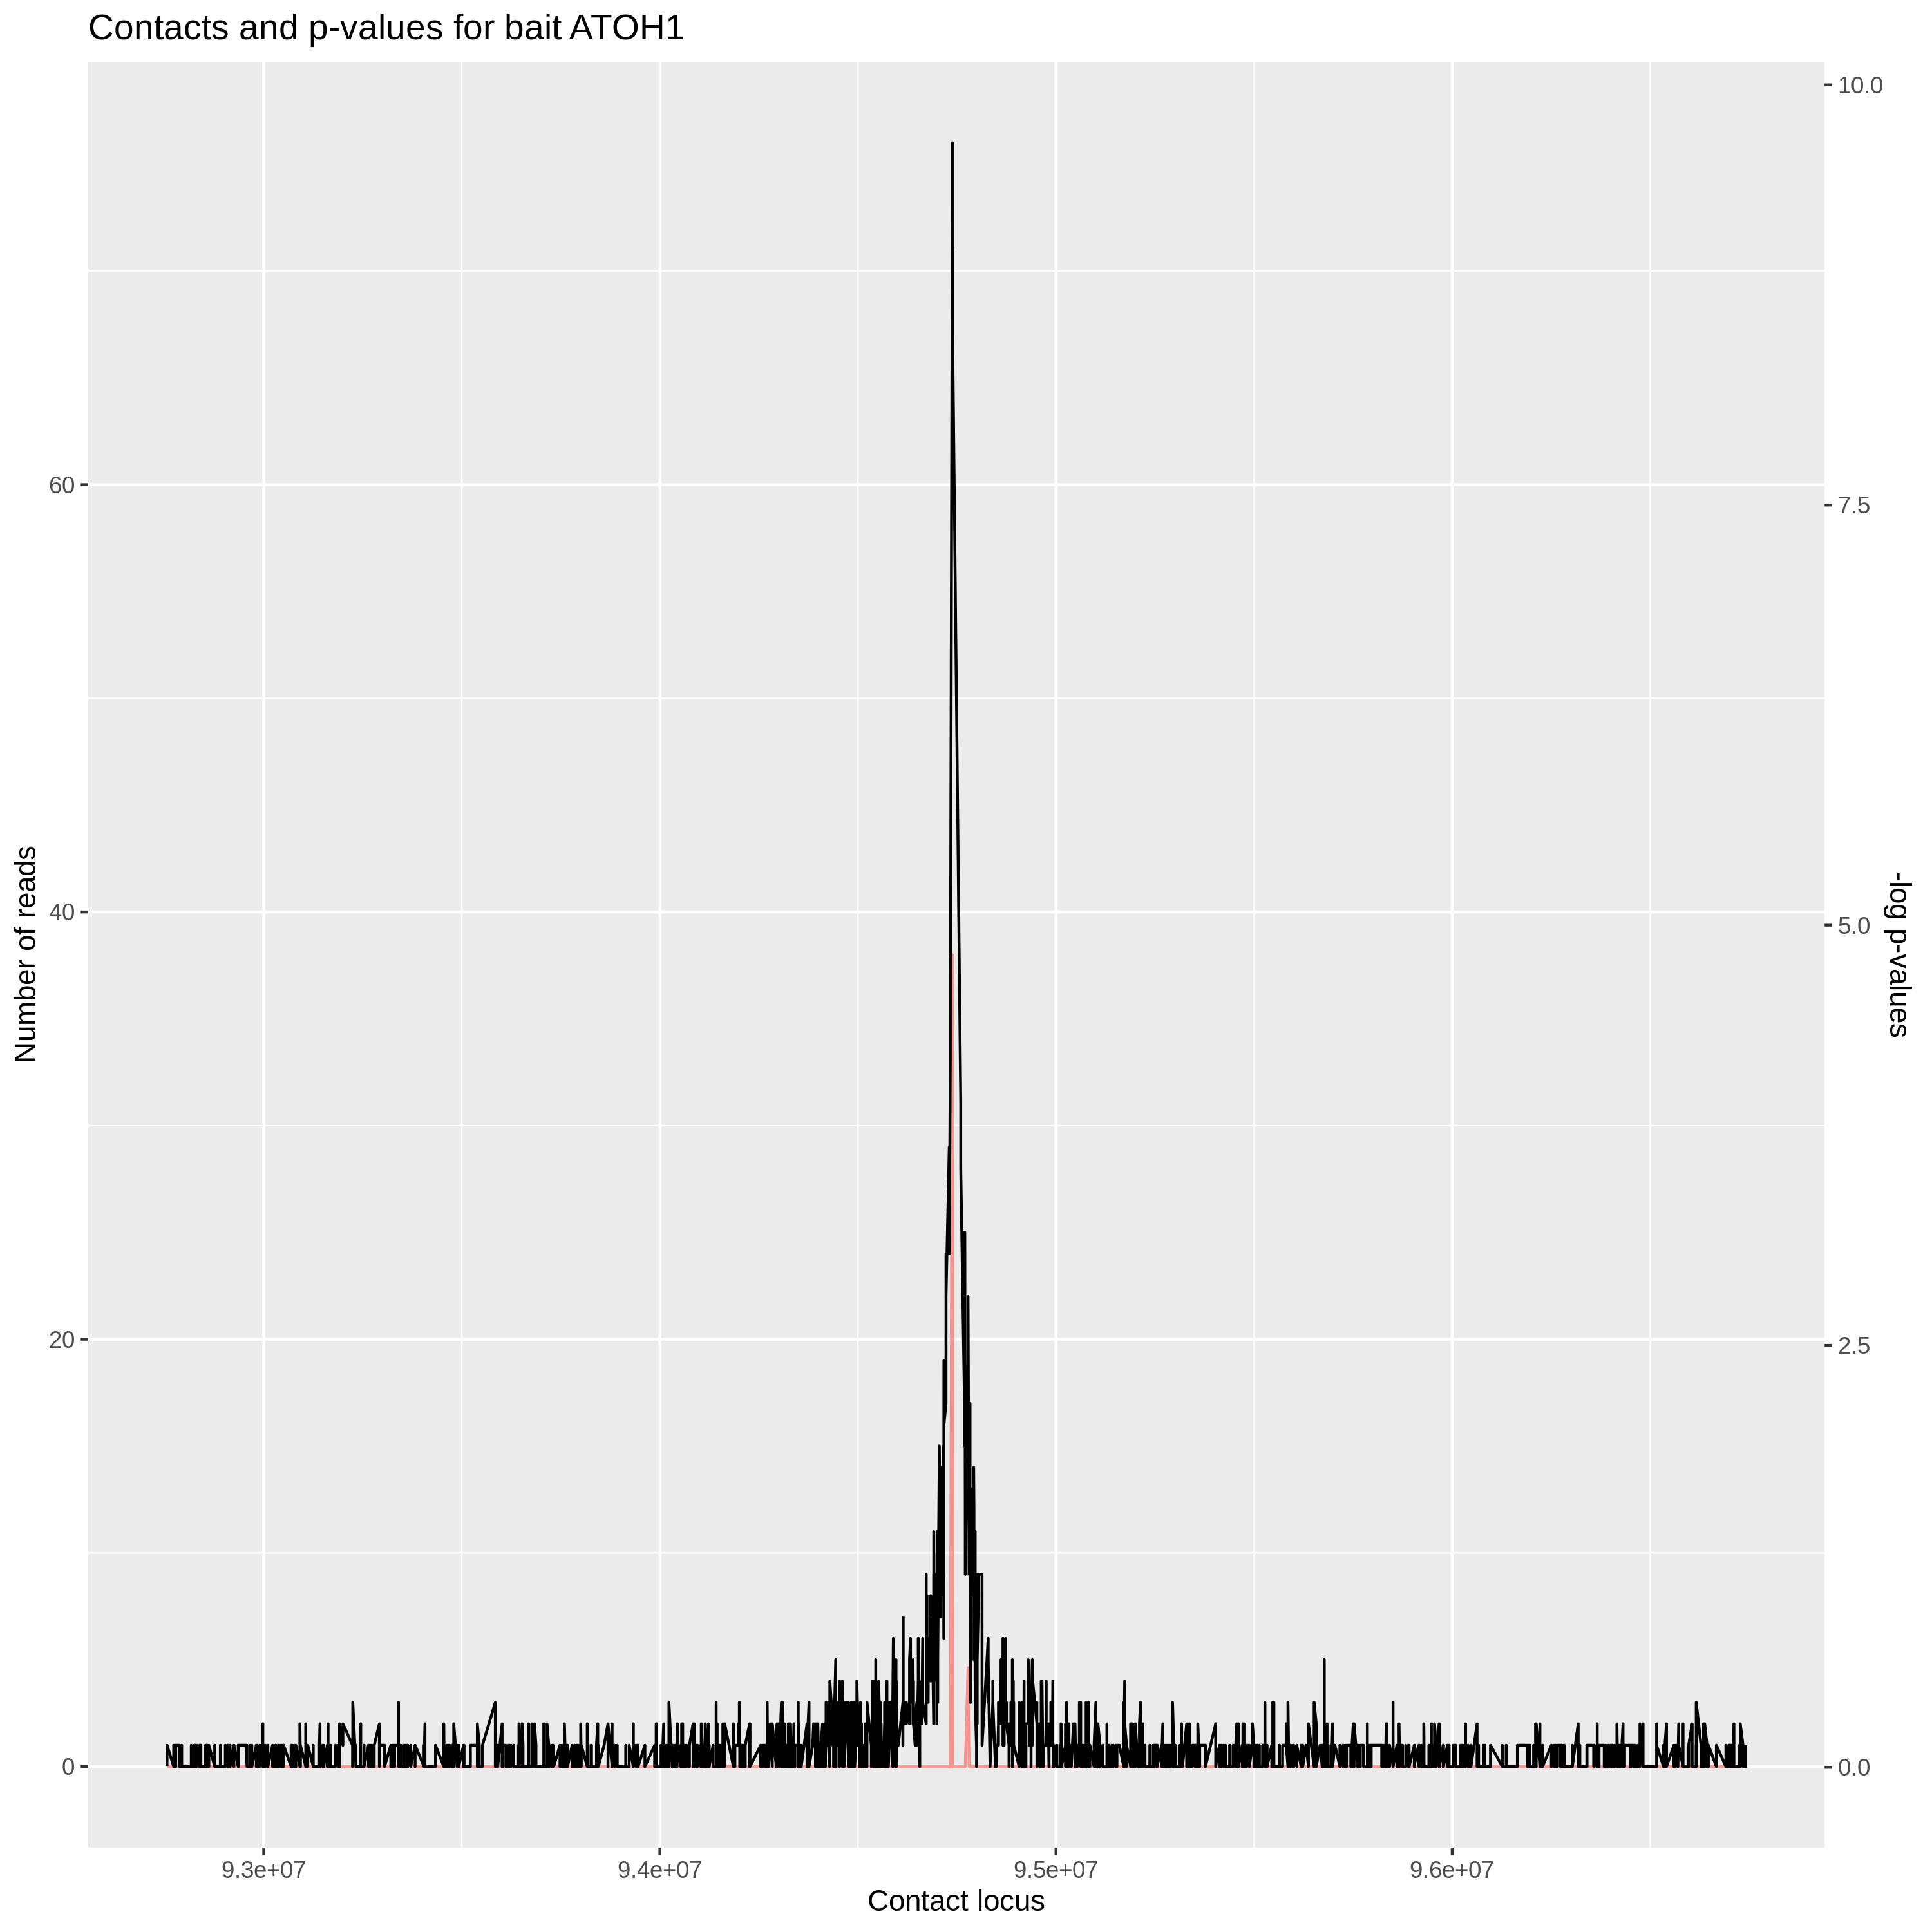 Contacts and p-values for bait ATOH1
10.0
60
7.5
Number of reads
40
5.0
-log p-values
20
2.5
0
0.0
9.3e+07 9.4e+07 9.5e+07 9.6e+07
Contact locus